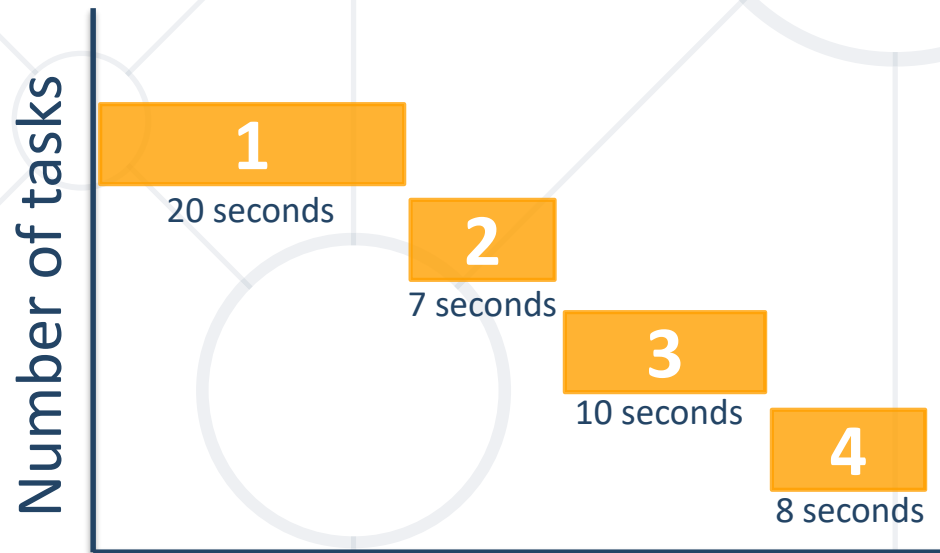 Number of tasks
1
20 seconds
2
7 seconds
3
10 seconds
4
8 seconds